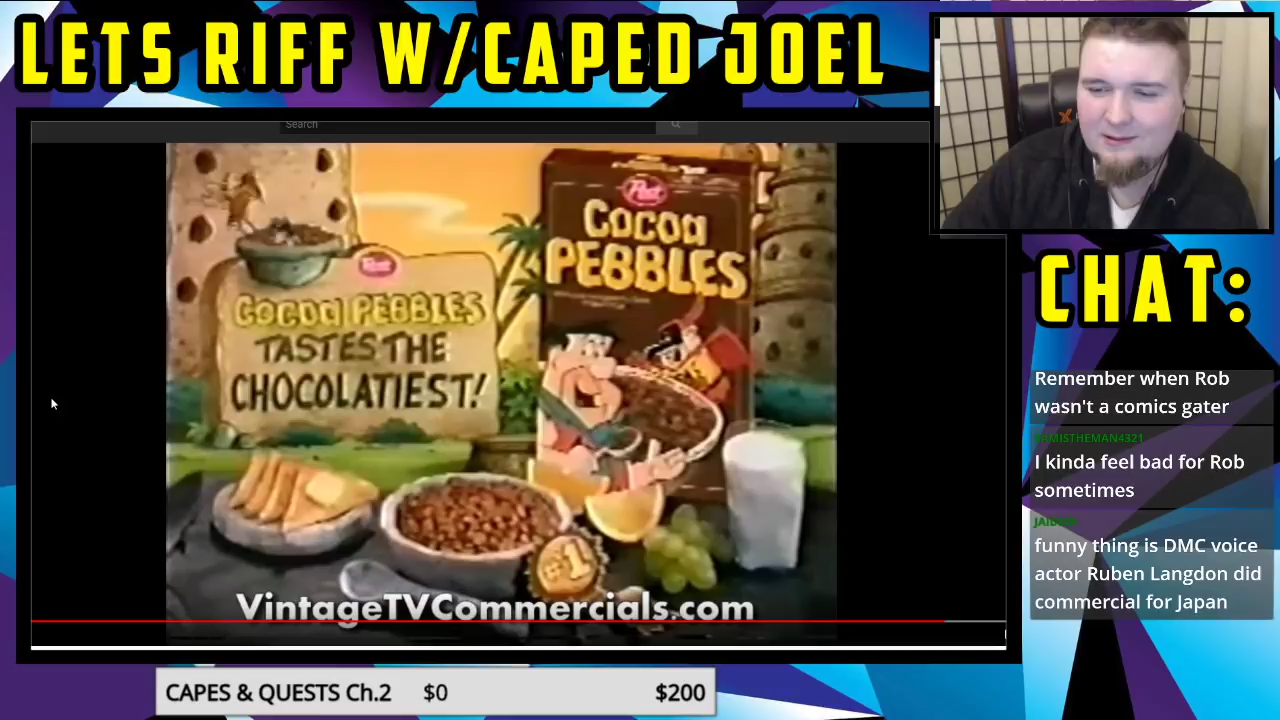 LETS RIFF W/CAPED JOEL
Search
Post
COCOA PEBBLES
TASTES THE
CHOCOLATIEST!
Post
COCOA
PEBBLES
#1
VintageTVCommercials.com
CHAT:
Remember when Rob
wasn't a comics gater
I kinda feel bad for Rob
sometimes
funny thing is DMC voice
actor Ruben Langdon did
commercial for Japan
CAPES & QUESTS Ch.2 $0 $200